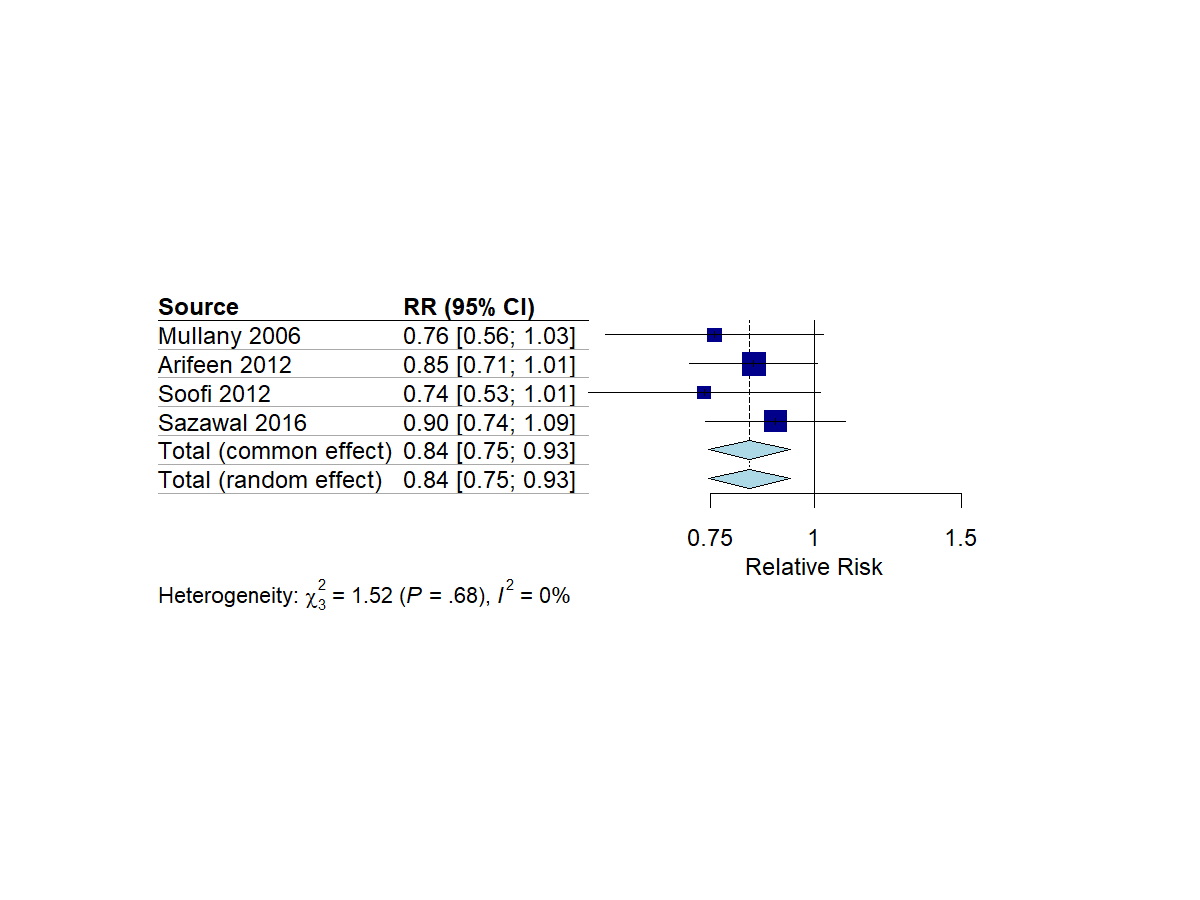 Source RR (95% CI)
Mullany 2006 0.76 [0.56; 1.03]
Arifeen 2012 0.85 [0.71; 1.01]
Soofi 2012 0.74 [0.53; 1.01]
Sazawal 2016 0.90 [0.74; 1.09]
Total (common effect) 0.84 [0.75; 0.93]
Total (random effect) 0.84 [0.75; 0.93]
0.75 1 1.5
Relative Risk
Heterogeneity: χ²₃ = 1.52 (P = .68), I² = 0%